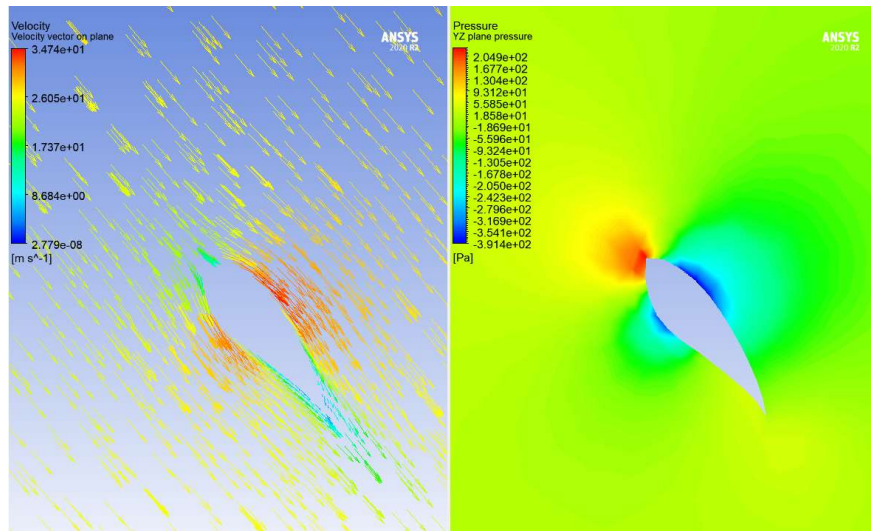 Velocity
Velocity vector on plane
3.474e+01
2.605e+01
1.737e+01
8.684e+00
2.779e-08
[m s^-1]
ANSYS
2020 R2
Pressure
YZ plane pressure
2.049e+02
1.677e+02
1.304e+02
9.312e+01
5.585e+01
1.858e+01
-1.869e+01
-5.596e+01
-9.324e+01
-1.305e+02
-1.678e+02
-2.050e+02
-2.423e+02
-2.796e+02
-3.169e+02
-3.541e+02
-3.914e+02
[Pa]
ANSYS
2020 R2